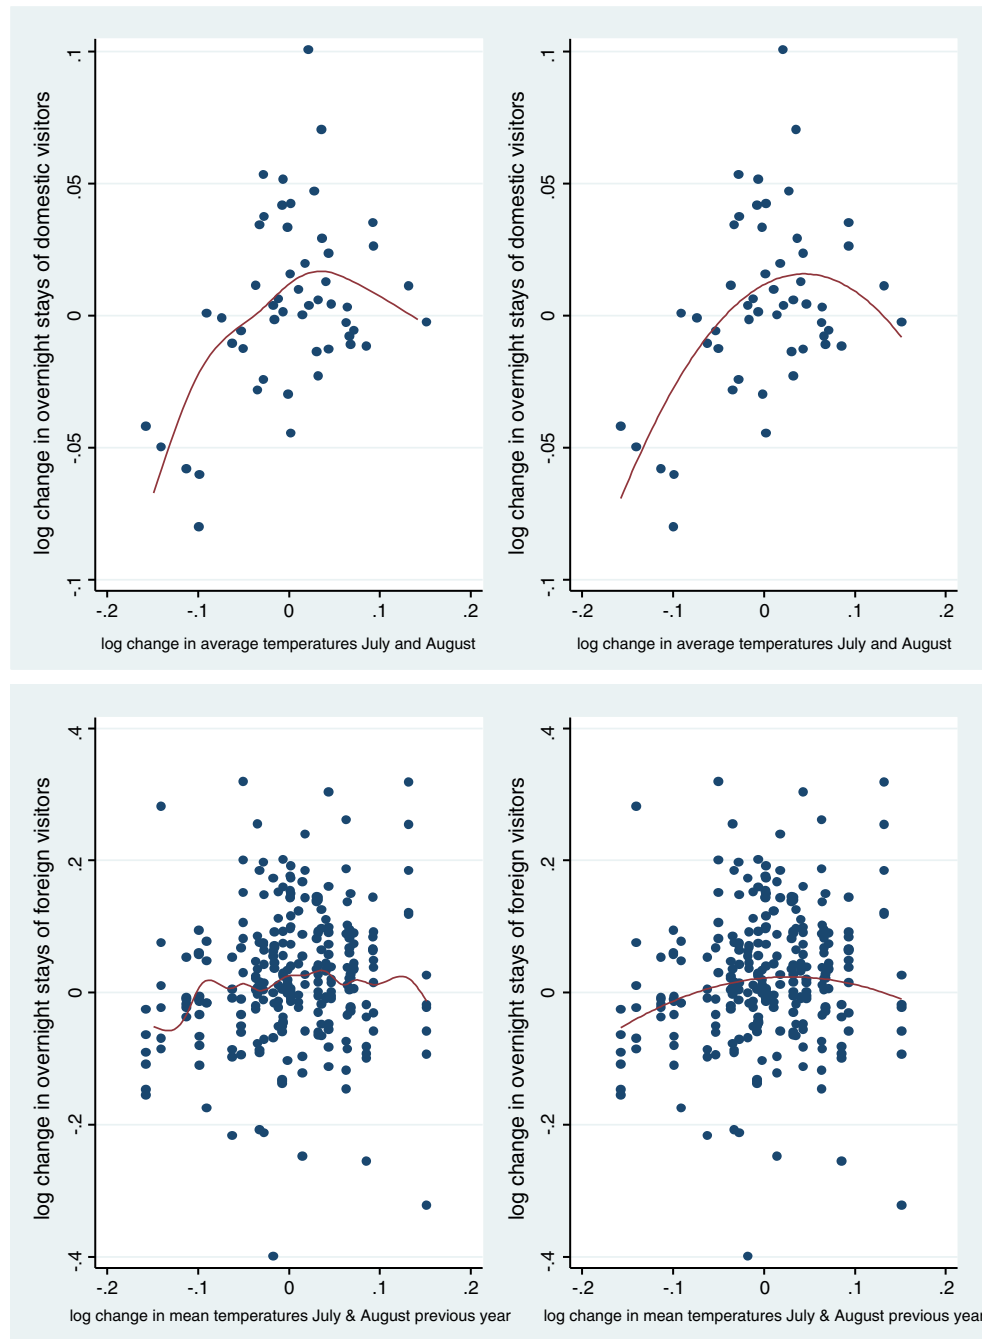 log change in overnight stays of domestic visitors
.1
.05
0
-.05
-.1
-.2 -.1 0 .1 .2
log change in average temperatures July and August
log change in overnight stays of domestic visitors
.1
.05
0
-.05
-.1
-.2 -.1 0 .1 .2
log change in average temperatures July and August
log change in overnight stays of foreign visitors
.4
.2
0
-.2
-.4
-.2 -.1 0 .1 .2
log change in mean temperatures July & August previous year
log change in overnight stays of foreign visitors
.4
.2
0
-.2
-.4
-.2 -.1 0 .1 .2
log change in mean temperatures July & August previous year